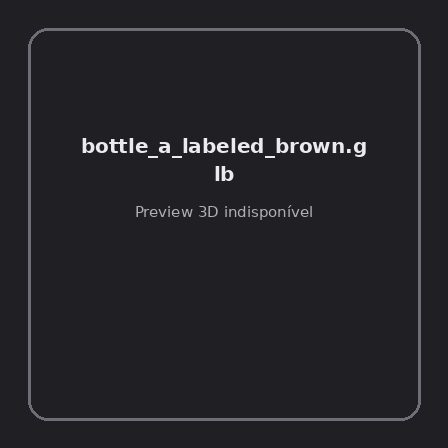 bottle_a_labeled_brown.g
lb
Preview 3D indisponível